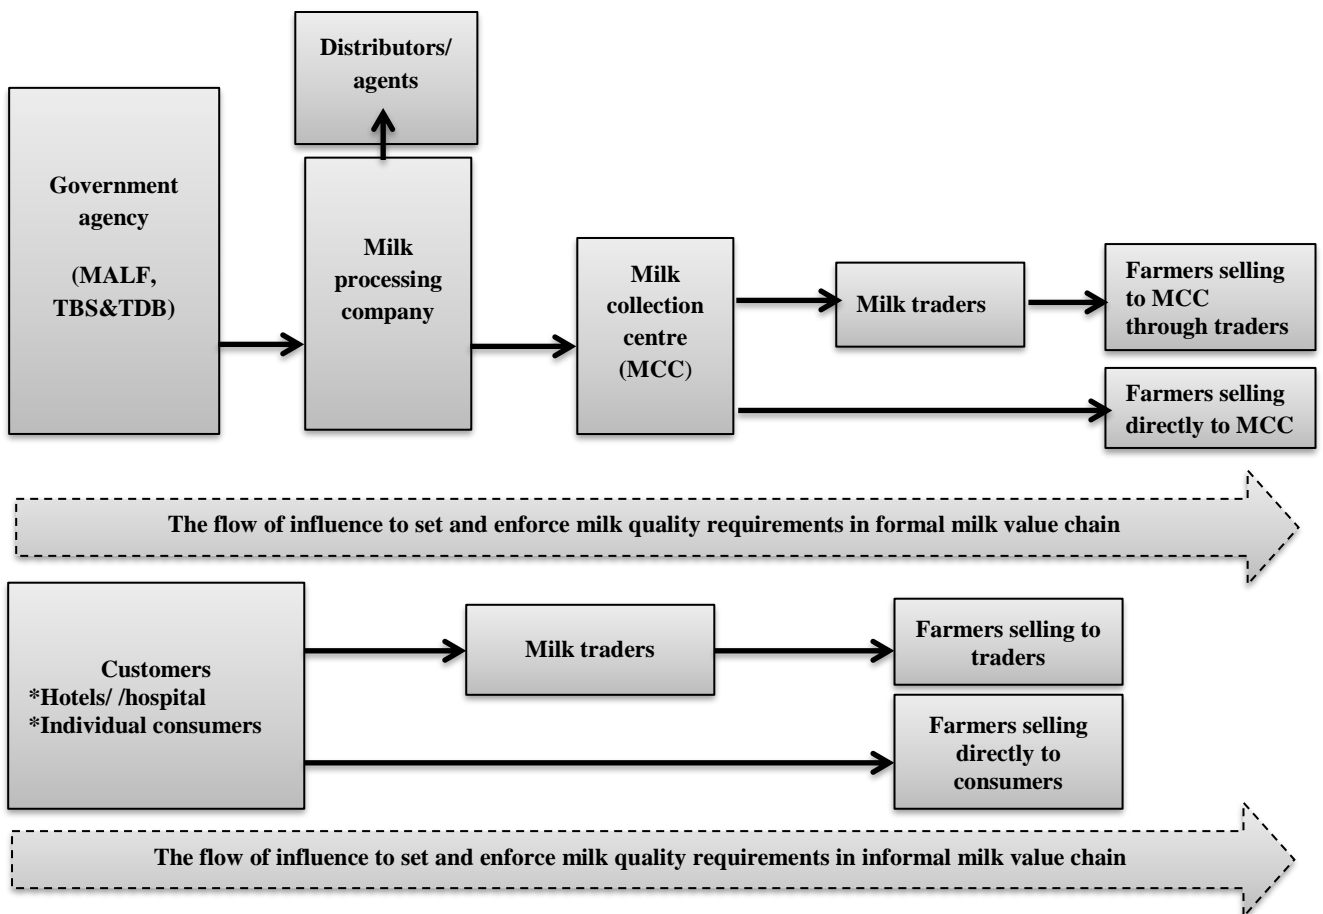 Distributors/
agents
Government
agency
(MALF,
TBS&TDB)
Milk
processing
company
Milk
collection
centre
(MCC)
Milk traders
Farmers selling
to MCC
through traders
Farmers selling
directly to MCC
The flow of influence to set and enforce milk quality requirements in formal milk value chain
Customers
*Hotels/ /hospital
*Individual consumers
Milk traders
Farmers selling to
traders
Farmers selling
directly to
consumers
The flow of influence to set and enforce milk quality requirements in informal milk value chain